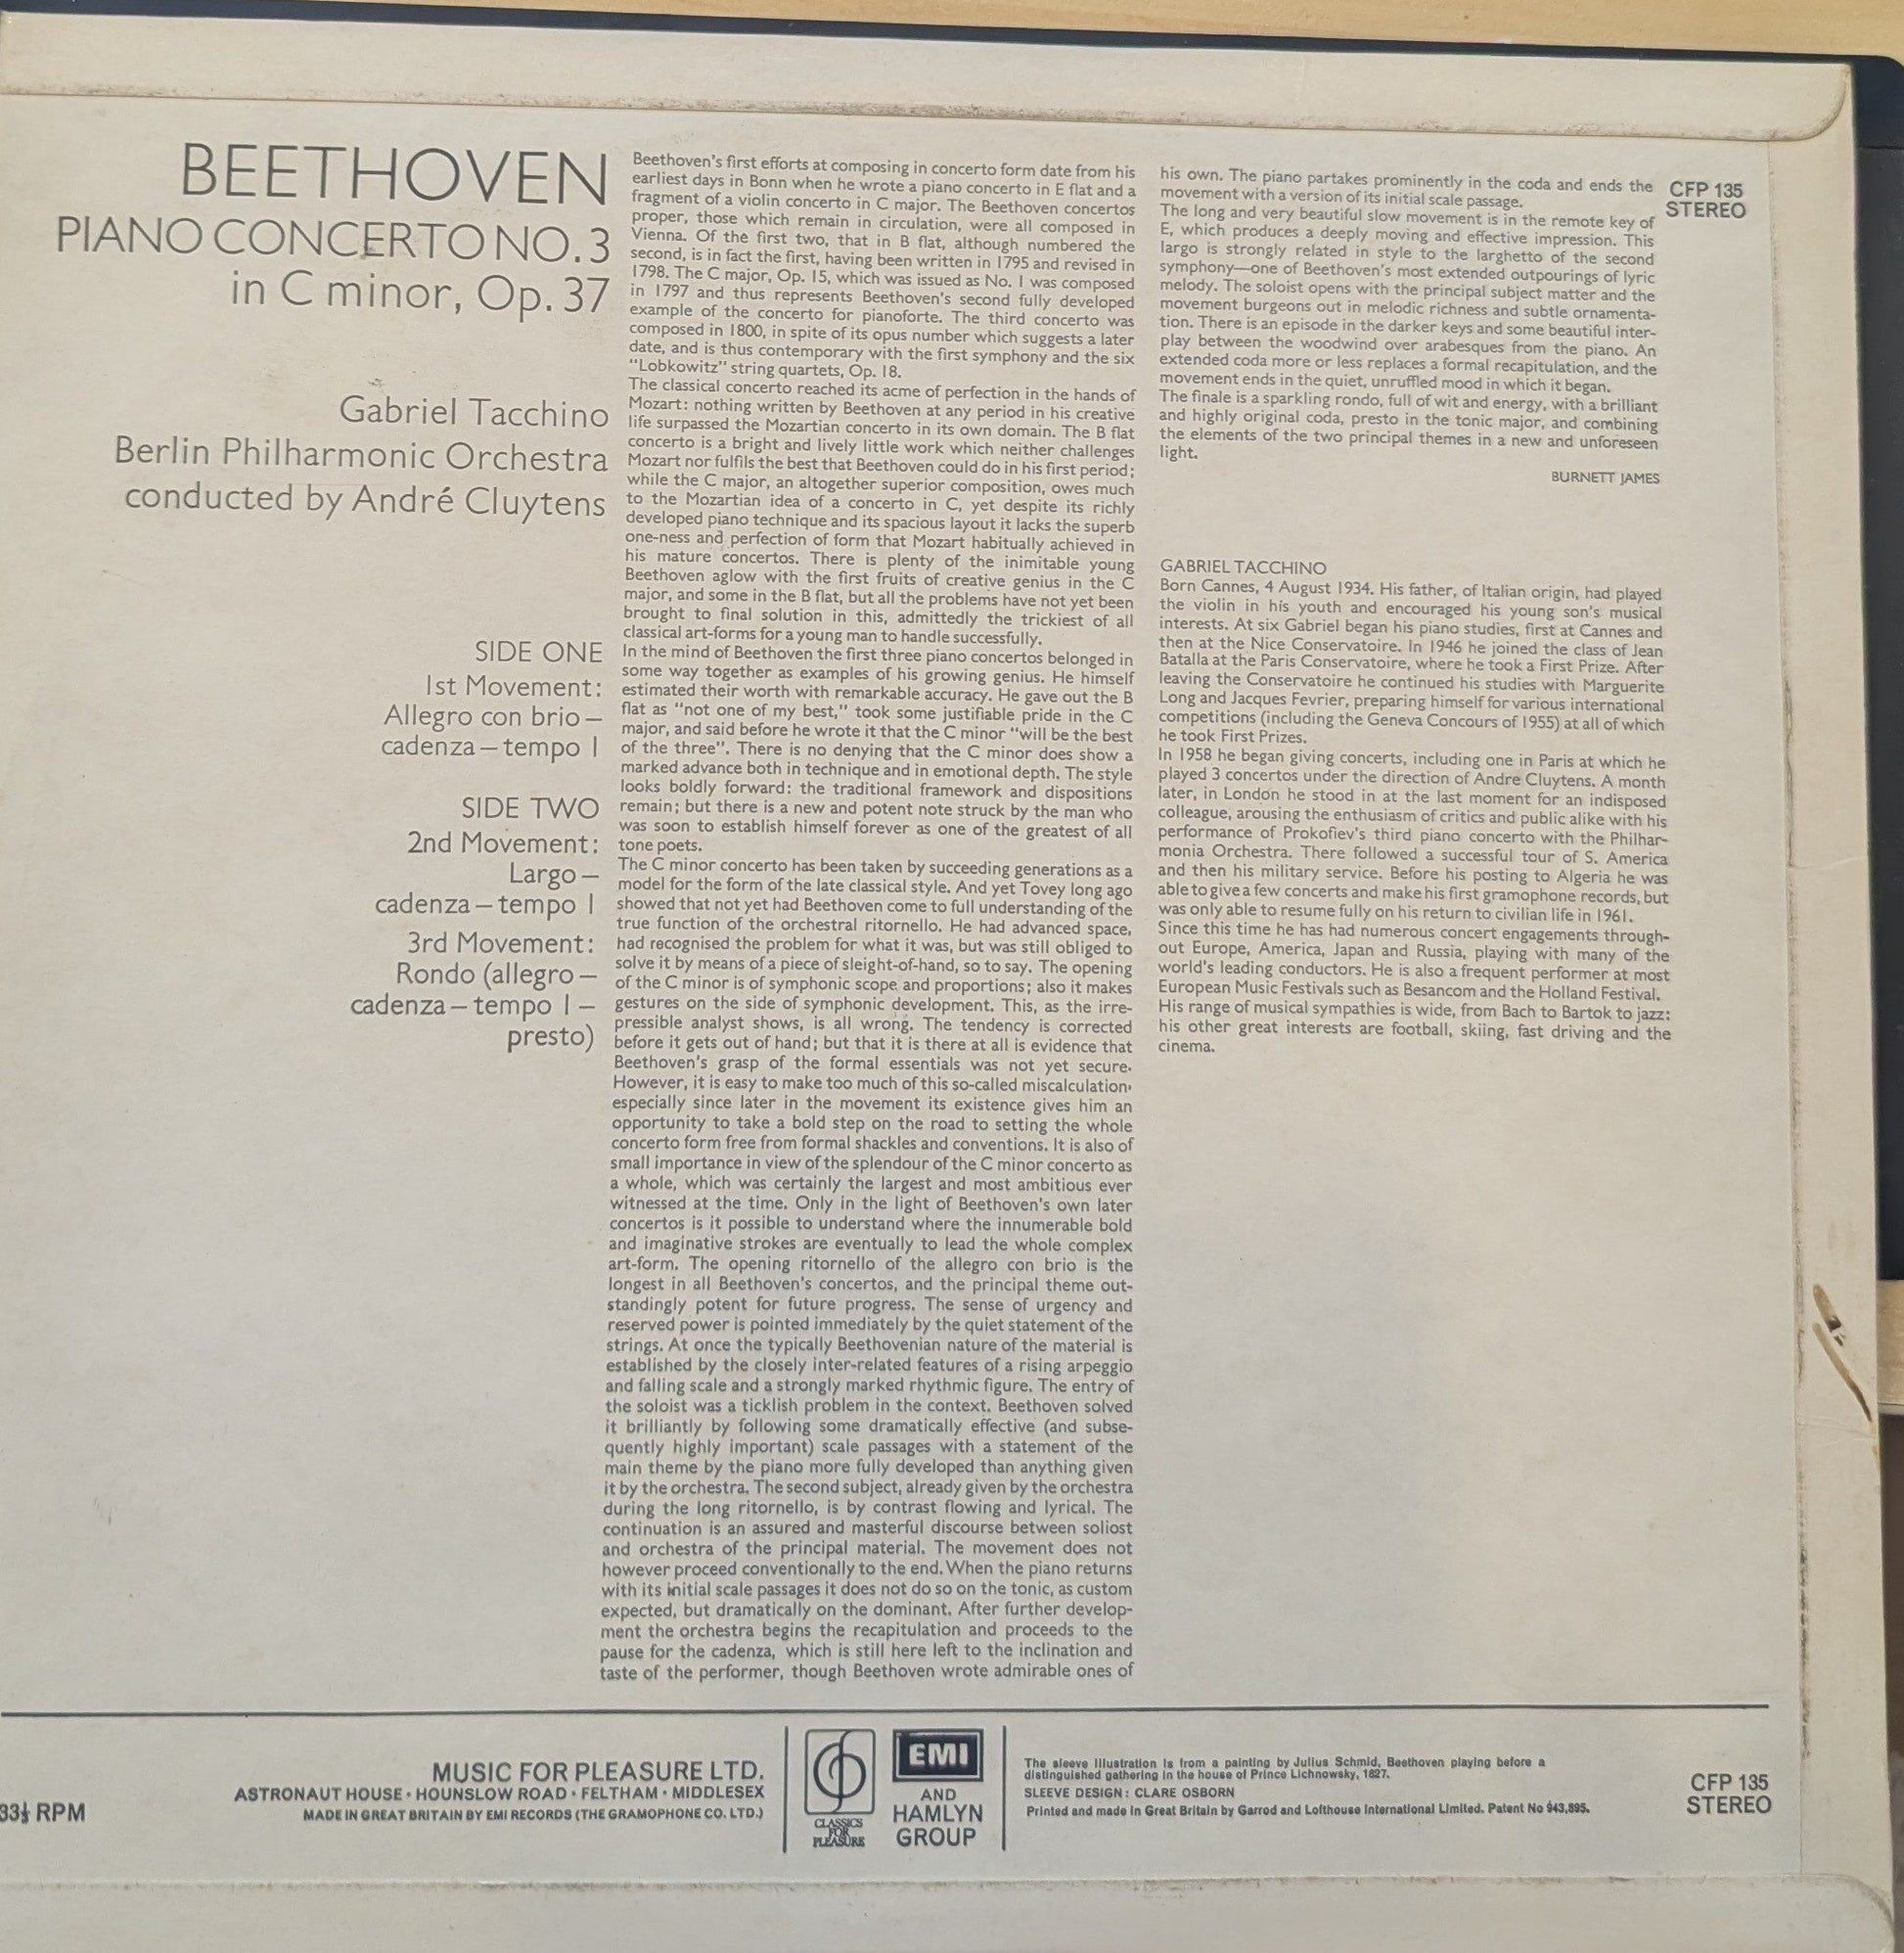 BEETHOVEN
PIANO CONCERTO NO. 3
in C minor, Op. 37
Gabriel Tacchino
Berlin Philharmonic Orchestra
conducted by André Cluytens
SIDE ONE
1st Movement:
Allegro con brio –
cadenza – tempo I
SIDE TWO
2nd Movement:
Largo –
cadenza – tempo I
3rd Movement:
Rondo (allegro –
cadenza – tempo I –
presto)
Beethoven's first efforts at composing in concerto form date from his
earliest days in Bonn when he wrote a piano concerto in E flat and a
fragment of a violin concerto in C major. The Beethoven concertos
proper, those which remain in circulation, were all composed in
Vienna. Of the first two, that in B flat, although numbered the
second, is in fact the first, having been written in 1795 and revised in
1798. The C major, Op. 15, which was issued as No. 1 was composed
in 1797 and thus represents Beethoven's second fully developed
example of the concerto for pianoforte. The third concerto was
composed in 1800, in spite of its opus number which suggests a later
date, and is thus contemporary with the first symphony and the six
"Lobkowitz" string quartets, Op. 18.
The classical concerto reached its acme of perfection in the hands of
Mozart: nothing written by Beethoven at any period in his creative
life surpassed the Mozartian concerto in its own domain. The B flat
concerto is a bright and lively little work which neither challenges
Mozart nor fulfils the best that Beethoven could do in his first period;
while the C major, an altogether superior composition, owes much
to the Mozartian idea of a concerto in C, yet despite its richly
developed piano technique and its spacious layout it lacks the superb
one-ness and perfection of form that Mozart habitually achieved in
his mature concertos. There is plenty of the inimitable young
Beethoven aglow with the first fruits of creative genius in the C
major, and some in the B flat, but all the problems have not yet been
brought to final solution in this, admittedly the trickiest of all
classical art-forms for a young man to handle successfully.
In the mind of Beethoven the first three piano concertos belonged in
some way together as examples of his growing genius. He himself
estimated their worth with remarkable accuracy. He gave out the B
flat as "not one of my best," took some justifiable pride in the C
major, and said before he wrote it that the C minor "will be the best
of the three". There is no denying that the C minor does show a
marked advance both in technique and in emotional depth. The style
looks boldly forward: the traditional framework and dispositions
remain; but there is a new and potent note struck by the man who
was soon to establish himself forever as one of the greatest of all
tone poets.
The C minor concerto has been taken by succeeding generations as a
model for the form of the late classical style. And yet Tovey long ago
showed that not yet had Beethoven come to full understanding of the
true function of the orchestral ritornello. He had advanced space,
had recognised the problem for what it was, but was still obliged to
solve it by means of a piece of sleight-of-hand, so to say. The opening
of the C minor is of symphonic scope and proportions; also it makes
gestures on the side of symphonic development. This, as the irre-
pressible analyst shows, is all wrong. The tendency is corrected
before it gets out of hand; but that it is there at all is evidence that
Beethoven's grasp of the formal essentials was not yet secure.
However, it is easy to make too much of this so-called miscalculation,
especially since later in the movement its existence gives him an
opportunity to take a bold step on the road to setting the whole
concerto form free from formal shackles and conventions. It is also of
small importance in view of the splendour of the C minor concerto as
a whole, which was certainly the largest and most ambitious ever
witnessed at the time. Only in the light of Beethoven's own later
concertos is it possible to understand where the innumerable bold
and imaginative strokes are eventually to lead the whole complex
art-form. The opening ritornello of the allegro con brio is the
longest in all Beethoven's concertos, and the principal theme out-
standingly potent for future progress. The sense of urgency and
reserved power is pointed immediately by the quiet statement of the
strings. At once the typically Beethovenian nature of the material is
established by the closely inter-related features of a rising arpeggio
and falling scale and a strongly marked rhythmic figure. The entry of
the soloist was a ticklish problem in the context. Beethoven solved
it brilliantly by following some dramatically effective (and subse-
quently highly important) scale passages with a statement of the
main theme by the piano more fully developed than anything given
it by the orchestra. The second subject, already given by the orchestra
during the long ritornello, is by contrast flowing and lyrical. The
continuation is an assured and masterful discourse between soliost
and orchestra of the principal material. The movement does not
however proceed conventionally to the end. When the piano returns
with its initial scale passages it does not do so on the tonic, as custom
expected, but dramatically on the dominant. After further develop-
ment the orchestra begins the recapitulation and proceeds to the
pause for the cadenza, which is still here left to the inclination and
taste of the performer, though Beethoven wrote admirable ones of
his own. The piano partakes prominently in the coda and ends the
movement with a version of its initial scale passage.
The long and very beautiful slow movement is in the remote key of
E, which produces a deeply moving and effective impression. This
largo is strongly related in style to the larghetto of the second
symphony—one of Beethoven's most extended outpourings of lyric
melody. The soloist opens with the principal subject matter and the
movement burgeons out in melodic richness and subtle ornamenta-
tion. There is an episode in the darker keys and some beautiful inter-
play between the woodwind over arabesques from the piano. An
extended coda more or less replaces a formal recapitulation, and the
movement ends in the quiet, unruffled mood in which it began.
The finale is a sparkling rondo, full of wit and energy, with a brilliant
and highly original coda, presto in the tonic major, and combining
the elements of the two principal themes in a new and unforeseen
light.
BURNETT JAMES
CFP 135
STEREO
GABRIEL TACCHINO
Born Cannes, 4 August 1934. His father, of Italian origin, had played
the violin in his youth and encouraged his young son's musical
interests. At six Gabriel began his piano studies, first at Cannes and
then at the Nice Conservatoire. In 1946 he joined the class of Jean
Batalla at the Paris Conservatoire, where he took a First Prize. After
leaving the Conservatoire he continued his studies with Marguerite
Long and Jacques Fevrier, preparing himself for various international
competitions (including the Geneva Concours of 1955) at all of which
he took First Prizes.
In 1958 he began giving concerts, including one in Paris at which he
played 3 concertos under the direction of Andre Cluytens. A month
later, in London he stood in at the last moment for an indisposed
colleague, arousing the enthusiasm of critics and public alike with his
performance of Prokofiev's third piano concerto with the Philhar-
monia Orchestra. There followed a successful tour of S. America
and then his military service. Before his posting to Algeria he was
able to give a few concerts and make his first gramophone records, but
was only able to resume fully on his return to civilian life in 1961.
Since this time he has had numerous concert engagements through-
out Europe, America, Japan and Russia, playing with many of the
world's leading conductors. He is also a frequent performer at most
European Music Festivals such as Besancom and the Holland Festival.
His range of musical sympathies is wide, from Bach to Bartok to jazz:
his other great interests are football, skiing, fast driving and the
cinema.
33⅓ RPM
MUSIC FOR PLEASURE LTD.
ASTRONAUT HOUSE · HOUNSLOW ROAD · FELTHAM · MIDDLESEX
MADE IN GREAT BRITAIN BY EMI RECORDS (THE GRAMOPHONE CO. LTD.)
CLASSICS
FOR
PLEASURE
EMI
AND
HAMLYN
GROUP
The sleeve illustration is from a painting by Julius Schmid, Beethoven playing before a
distinguished gathering in the house of Prince Lichnowsky, 1827.
SLEEVE DESIGN: CLARE OSBORN
Printed and made in Great Britain by Garrod and Lofthouse International Limited. Patent No 943,895.
CFP 135
STEREO